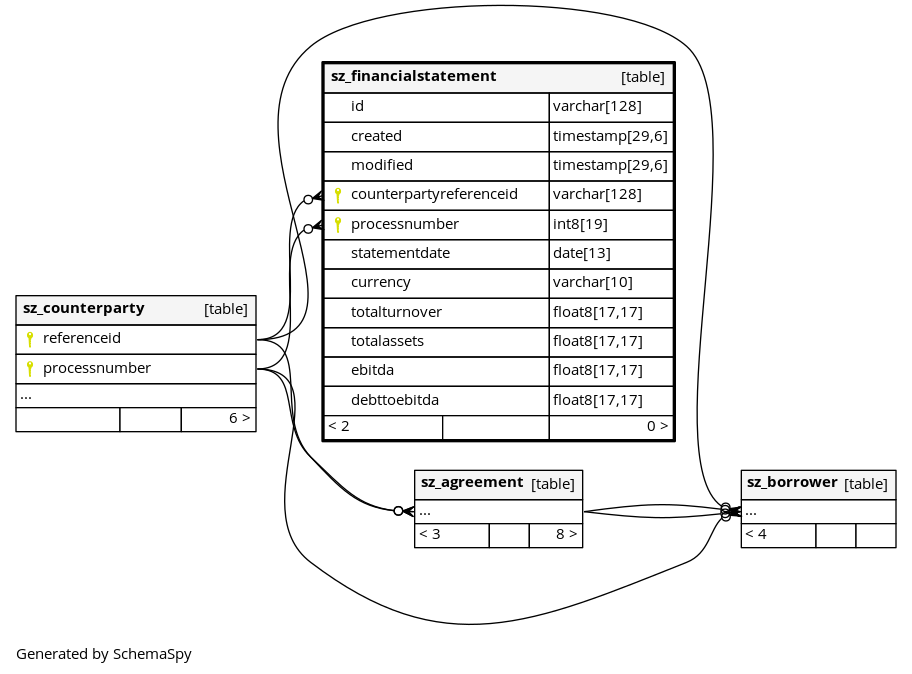 sz_financialstatement [table]
id varchar[128]
created timestamp[29,6]
modified timestamp[29,6]
counterpartyreferenceid varchar[128]
processnumber int8[19]
statementdate date[13]
currency varchar[10]
totalturnover float8[17,17]
totalassets float8[17,17]
ebitda float8[17,17]
debttoebitda float8[17,17]
< 2 0 >
sz_counterparty [table]
referenceid
processnumber
...
6 >
sz_agreement [table]
...
< 3 8 >
sz_borrower [table]
...
< 4
Generated by SchemaSpy